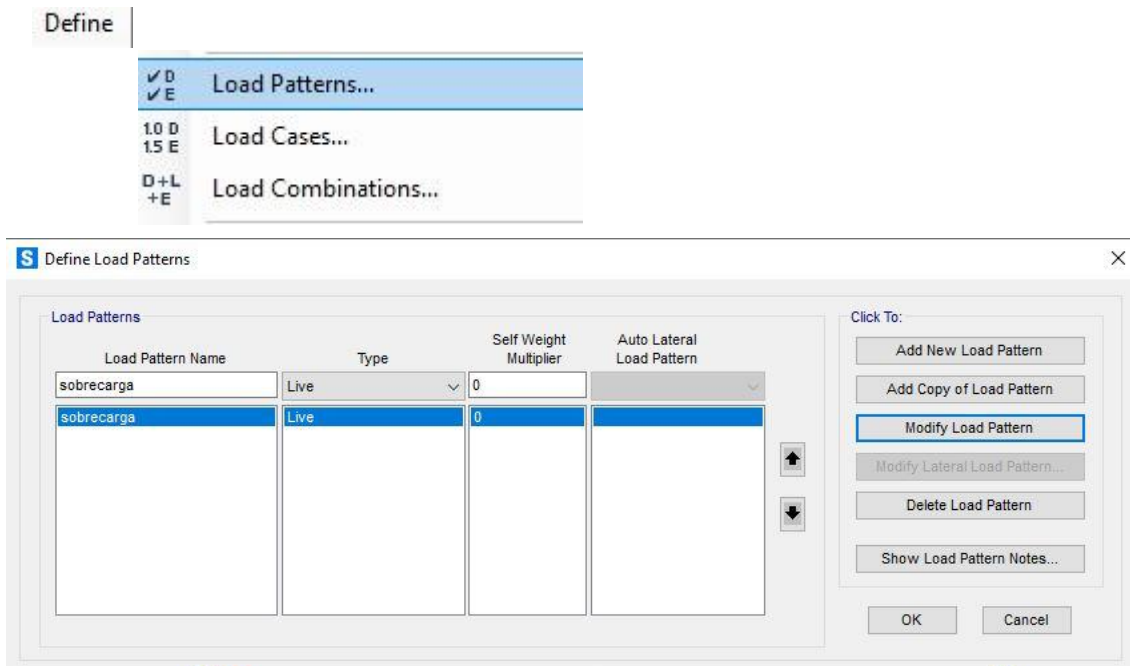 Define
✔ D
✔ E
Load Patterns...
1.0 D
1.5 E
Load Cases...
D+L
+E
Load Combinations...
S Define Load Patterns
Load Patterns
Load Pattern Name
Type
Self Weight
Multiplier
Auto Lateral
Load Pattern
sobrecarga
Live
0
sobrecarga
Live
0
Click To:
Add New Load Pattern
Add Copy of Load Pattern
Modify Load Pattern
Modify Lateral Load Pattern...
Delete Load Pattern
Show Load Pattern Notes...
OK
Cancel